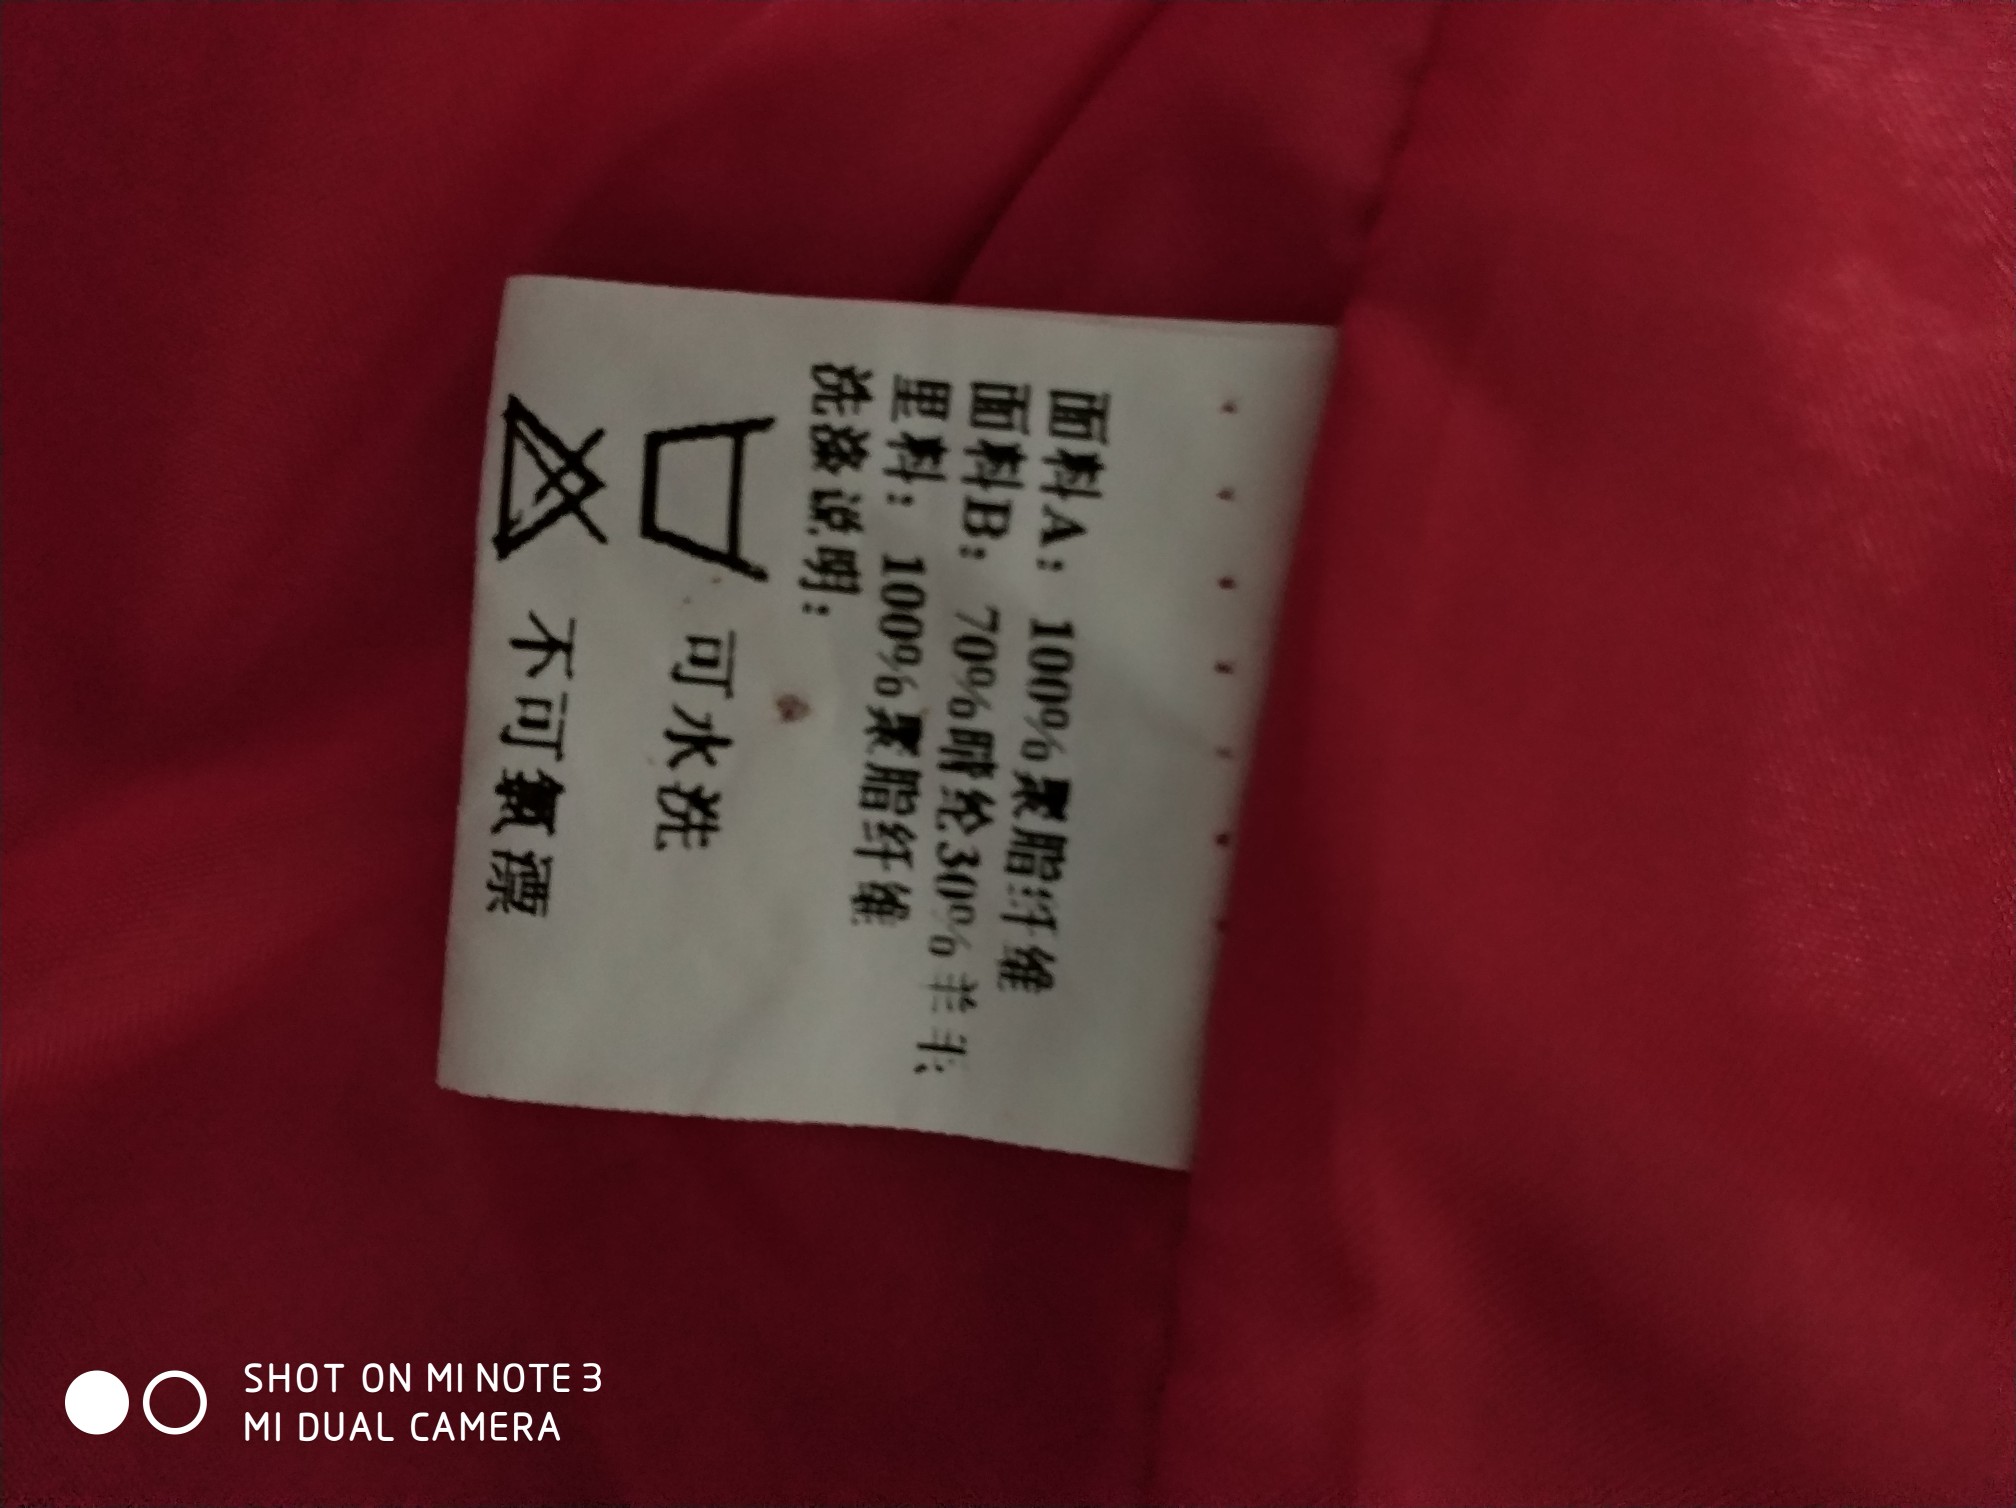 面料A：100%聚脂纤维
面料B：70%腈纶30%羊毛
里料：100%聚脂纤维
洗涤说明：
可水洗
不可氯漂
SHOT ON MI NOTE 3
MI DUAL CAMERA